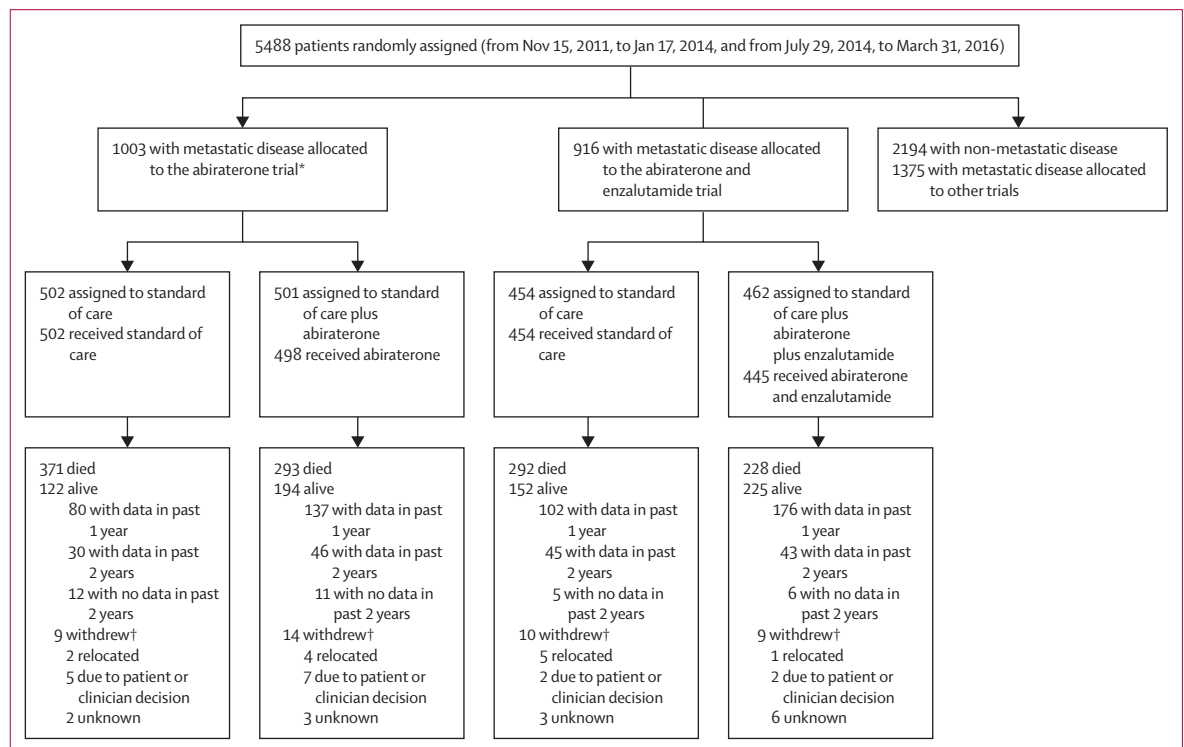 5488 patients randomly assigned (from Nov 15, 2011, to Jan 17, 2014, and from July 29, 2014, to March 31, 2016)
1003 with metastatic disease allocated
to the abiraterone trial*
916 with metastatic disease allocated
to the abiraterone and
enzalutamide trial
2194 with non-metastatic disease
1375 with metastatic disease allocated
to other trials
502 assigned to standard
of care
502 received standard of
care
501 assigned to standard
of care plus
abiraterone
498 received abiraterone
454 assigned to standard
of care
454 received standard of
care
462 assigned to standard
of care plus
abiraterone
plus enzalutamide
445 received abiraterone
and enzalutamide
371 died
122 alive
80 with data in past
1 year
30 with data in past
2 years
12 with no data in past
2 years
9 withdrew†
2 relocated
5 due to patient or
clinician decision
2 unknown
293 died
194 alive
137 with data in past
1 year
46 with data in past
2 years
11 with no data in
past 2 years
14 withdrew†
4 relocated
7 due to patient or
clinician decision
3 unknown
292 died
152 alive
102 with data in past
1 year
45 with data in past
2 years
5 with no data in
past 2 years
10 withdrew†
5 relocated
2 due to patient or
clinician decision
3 unknown
228 died
225 alive
176 with data in past
1 year
43 with data in past
2 years
6 with no data in
past 2 years
9 withdrew†
1 relocated
2 due to patient or
clinician decision
6 unknown